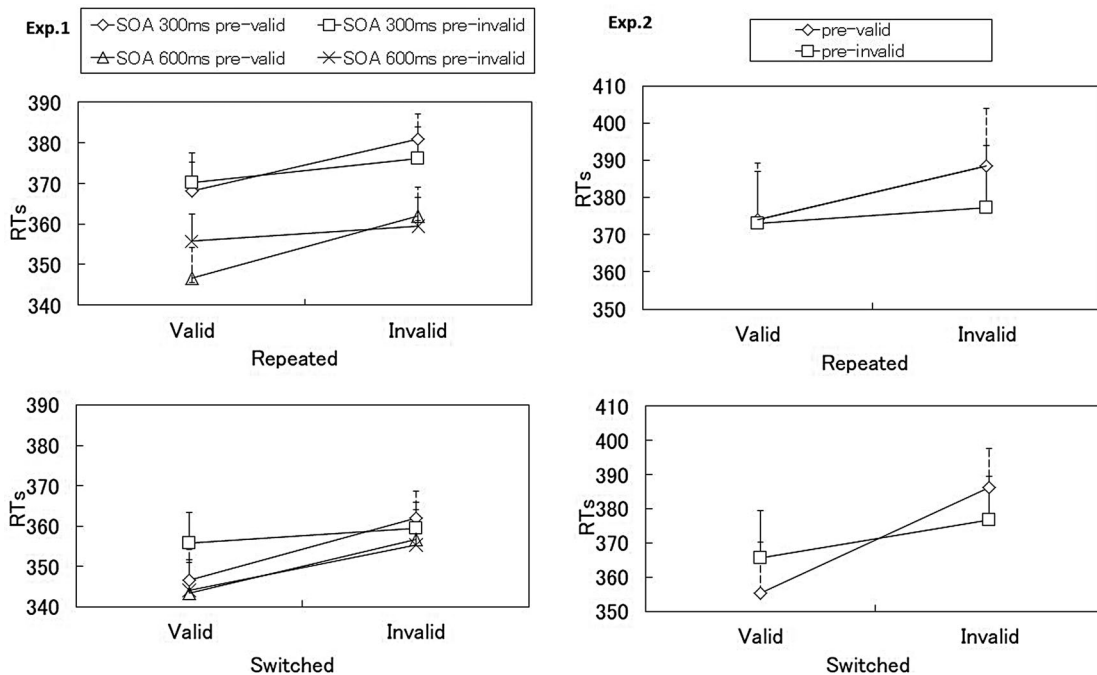 Exp.1
SOA 300ms pre-valid
SOA 300ms pre-invalid
SOA 600ms pre-valid
SOA 600ms pre-invalid
390
380
370
360
350
340
RTs
Valid
Invalid
Repeated
390
380
370
360
350
340
RTs
Valid
Invalid
Switched
Exp.2
pre-valid
pre-invalid
410
400
390
380
370
360
350
RTs
Valid
Invalid
Repeated
410
400
390
380
370
360
350
RTs
Valid
Invalid
Switched